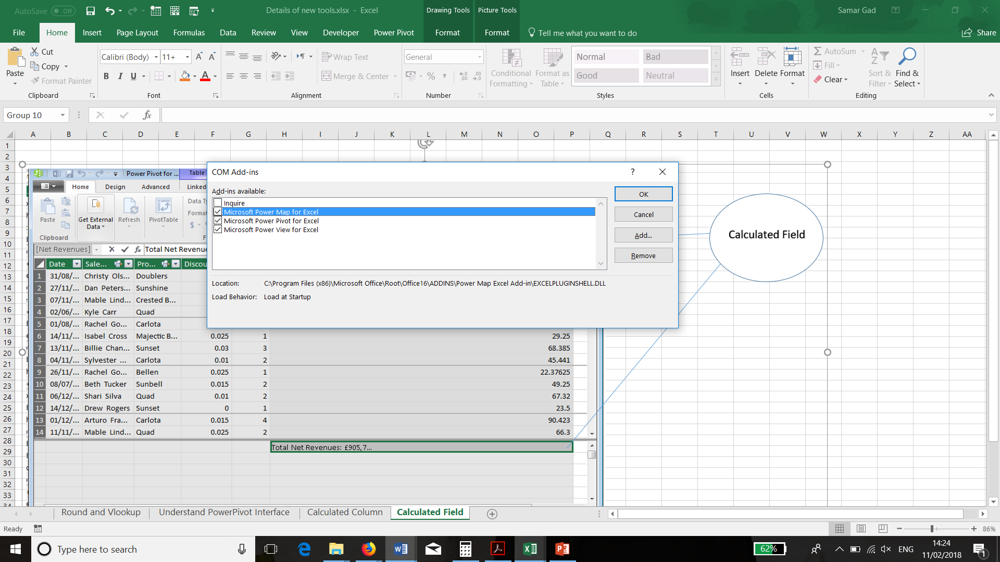 AutoSave Off
Details of new tools.xlsx - Excel
Drawing Tools
Picture Tools
Samar Gad
File
Home
Insert
Page Layout
Formulas
Data
Review
View
Developer
Power Pivot
Format
Format
Tell me what you want to do
Share
Paste
Cut
Copy
Format Painter
Clipboard
Calibri (Body)
11+
A A
B I U A
Font
Wrap Text
Merge & Center
Alignment
General
% ,
Number
Conditional Formatting
Format as Table
Normal
Bad
Good
Neutral
Styles
Insert
Delete
Format
Cells
AutoSum
Fill
Clear
Sort & Filter
Find & Select
Editing
Group 10
fx
A B C D E F G H I J K L M N O P Q R S T U V W X Y Z AA
1
2
3
4
5
6
7
8
9
10
11
12
13
14
15
16
17
18
19
20
21
22
23
24
25
26
27
28
29
30
31
32
33
34
Power Pivot for ...
Table
Home
Design
Advanced
Linked
Paste
Clipboard
Get External Data
Refresh
PivotTable
Data Ty
Format
$
[Net Revenues]
fx
Total Net Revenue
Date Sale... Pro... Discou
1 31/08/... Christy Ols... Doublers
2 27/11/... Dan Peters... Sunshine
3 07/11/... Mable Lind... Crested B...
4 02/06/... Kyle Carr Quad
5 01/08/... Rachel Go... Carlota
6 14/11/... Isabel Cross Majectic B... 0.025 1 29.25
7 13/11/... Billie Chan... Sunset 0.03 3 68.385
8 04/11/... Sylvester ... Carlota 0.01 2 45.441
9 26/11/... Rachel Go... Bellen 0.025 1 22.37625
10 08/07/... Beth Tucker Sunbell 0.015 2 49.25
11 06/12/... Shari Silva Quad 0.01 2 67.32
12 14/12/... Drew Rogers Sunset 0 1 23.5
13 01/12/... Arturo Fra... Carlota 0.015 4 90.423
14 11/11/... Mable Lind... Quad 0.025 2 66.3
Total Net Revenues: £905,7...
COM Add-ins
?
Add-ins available:
Inquire
Microsoft Power Map for Excel
Microsoft Power Pivot for Excel
Microsoft Power View for Excel
OK
Cancel
Add...
Remove
Location: C:\Program Files (x86)\Microsoft Office\Root\Office16\ADDINS\Power Map Excel Add-in\EXCELPLUGINSHELL.DLL
Load Behavior: Load at Startup
Calculated Field
Round and Vlookup
Understand PowerPivot Interface
Calculated Column
Calculated Field
Ready
86%
Type here to search
62%
ENG
14:24
11/02/2018
1